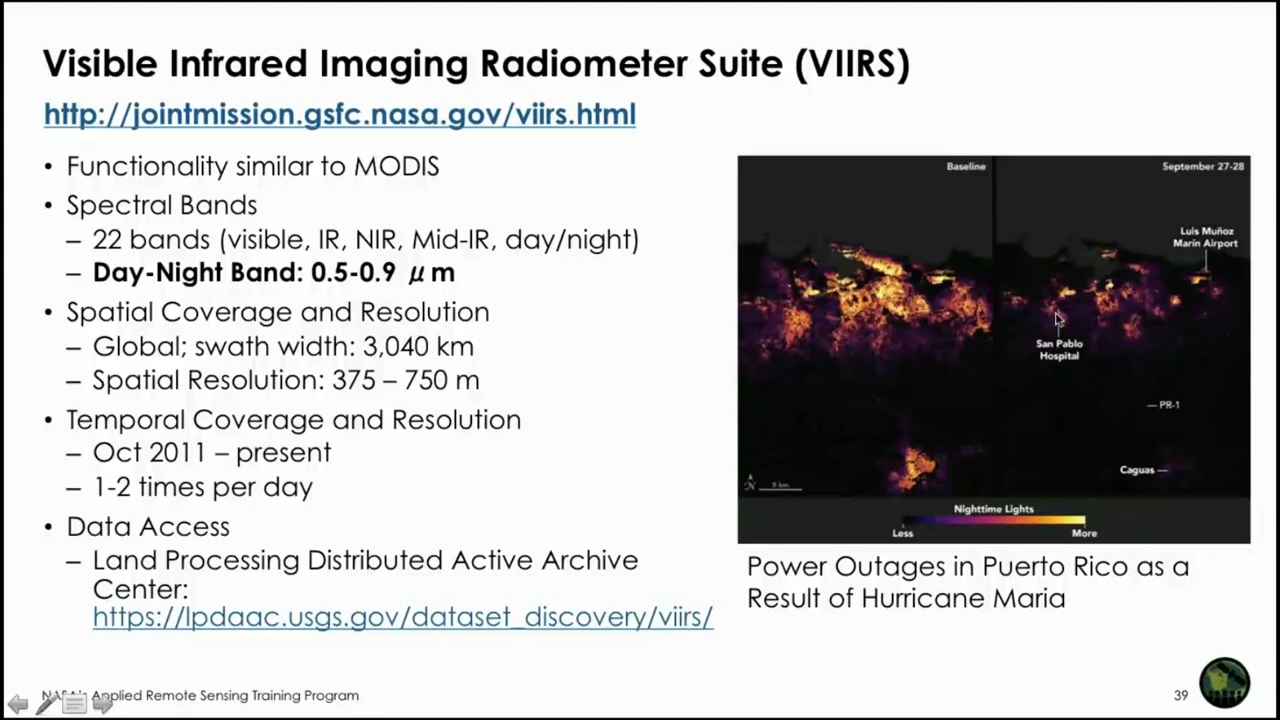 Visible Infrared Imaging Radiometer Suite (VIIRS)
http://jointmission.gsfc.nasa.gov/viirs.html
• Functionality similar to MODIS
• Spectral Bands
– 22 bands (visible, IR, NIR, Mid-IR, day/night)
– Day-Night Band: 0.5-0.9 μm
• Spatial Coverage and Resolution
– Global; swath width: 3,040 km
– Spatial Resolution: 375 – 750 m
• Temporal Coverage and Resolution
– Oct 2011 – present
– 1-2 times per day
• Data Access
– Land Processing Distributed Active Archive
Center:
https://lpdaac.usgs.gov/dataset_discovery/viirs/
Baseline
September 27-28
Luis Muñoz
Marín Airport
San Pablo
Hospital
PR-1
Caguas
N
5 km
Nighttime Lights
Less
More
Power Outages in Puerto Rico as a
Result of Hurricane Maria
NASA's Applied Remote Sensing Training Program
39